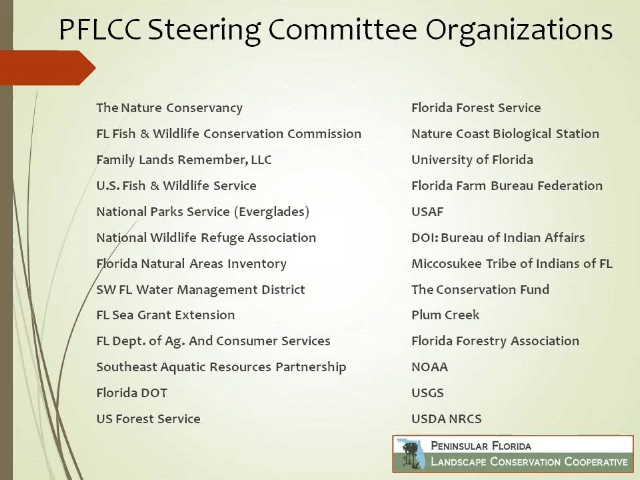 PFLCC Steering Committee Organizations
The Nature Conservancy
FL Fish & Wildlife Conservation Commission
Family Lands Remember, LLC
U.S. Fish & Wildlife Service
National Parks Service (Everglades)
National Wildlife Refuge Association
Florida Natural Areas Inventory
SW FL Water Management District
FL Sea Grant Extension
FL Dept. of Ag. And Consumer Services
Southeast Aquatic Resources Partnership
Florida DOT
US Forest Service
Florida Forest Service
Nature Coast Biological Station
University of Florida
Florida Farm Bureau Federation
USAF
DOI: Bureau of Indian Affairs
Miccosukee Tribe of Indians of FL
The Conservation Fund
Plum Creek
Florida Forestry Association
NOAA
USGS
USDA NRCS
Peninsular Florida
Landscape Conservation Cooperative